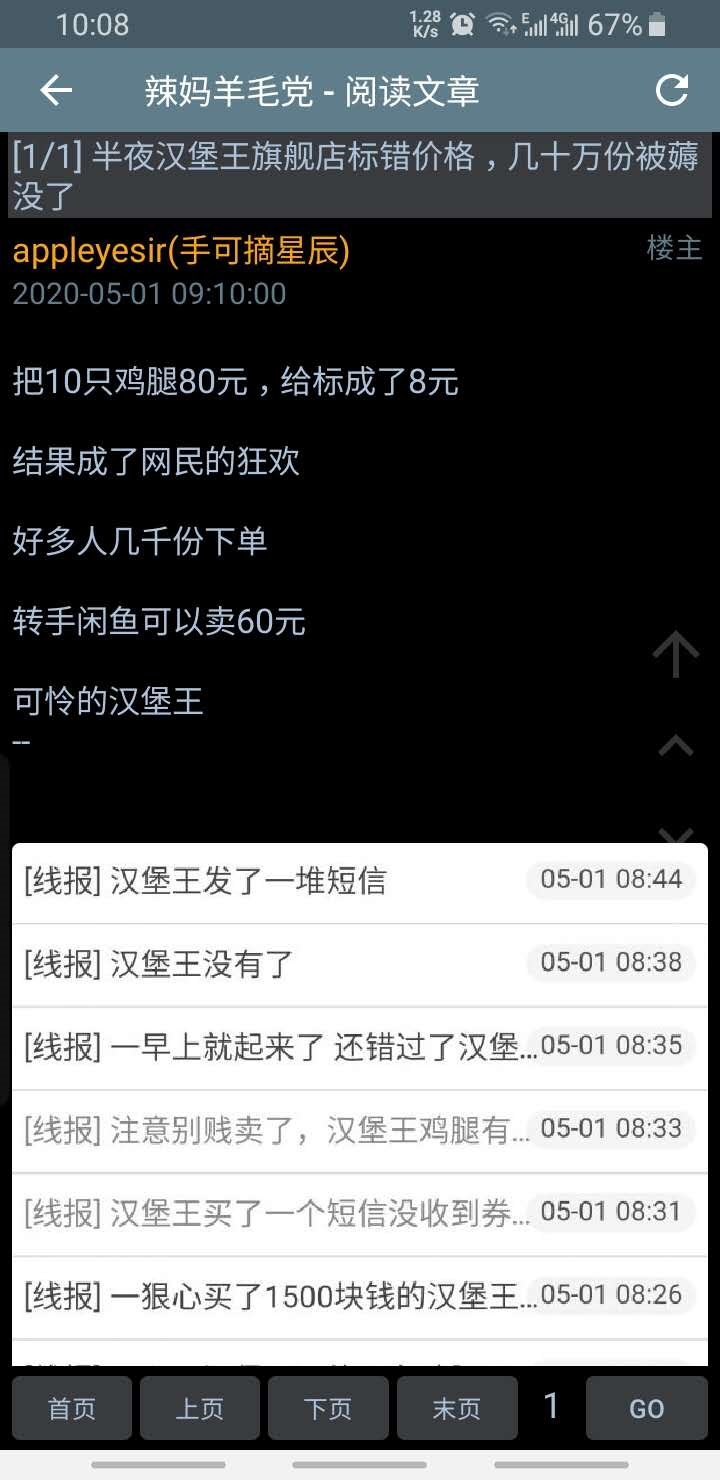 10:08
1.28
K/s
E
4G
67%
辣妈羊毛党 - 阅读文章
[1/1] 半夜汉堡王旗舰店标错价格，几十万份被薅
没了
appleyesir(手可摘星辰)
楼主
2020-05-01 09:10:00
把10只鸡腿80元，给标成了8元
结果成了网民的狂欢
好多人几千份下单
转手闲鱼可以卖60元
可怜的汉堡王
--
[线报] 汉堡王发了一堆短信
05-01 08:44
[线报] 汉堡王没有了
05-01 08:38
[线报] 一早上就起来了 还错过了汉堡...
05-01 08:35
[线报] 注意别贱卖了，汉堡王鸡腿有...
05-01 08:33
[线报] 汉堡王买了一个短信没收到券...
05-01 08:31
[线报] 一狠心买了1500块钱的汉堡王...
05-01 08:26
首页
上页
下页
末页
1
GO